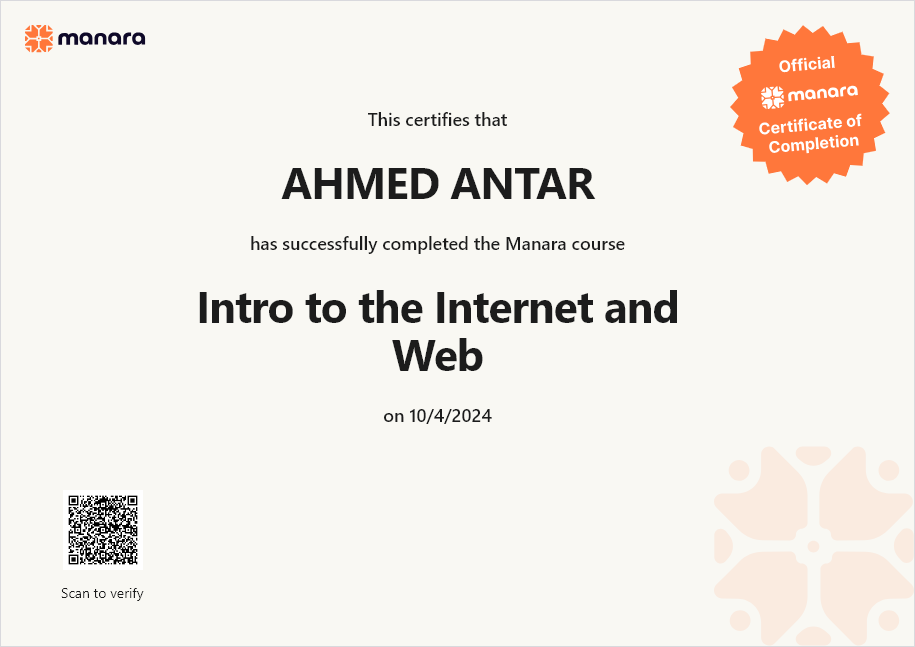 manara
Official
manara
Certificate of
Completion
This certifies that
AHMED ANTAR
has successfully completed the Manara course
Intro to the Internet and
Web
on 10/4/2024
Scan to verify